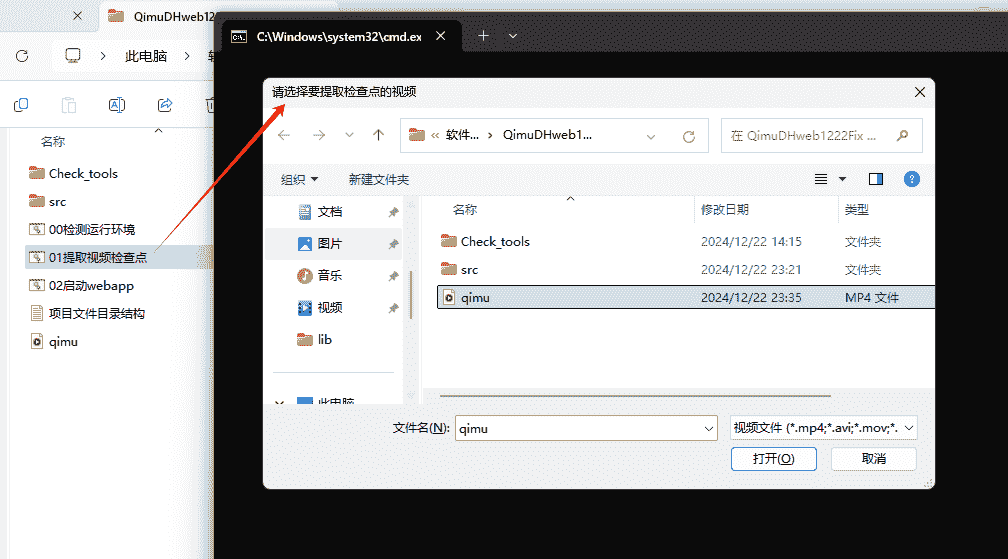 QimuDHweb12
C:\Windows\system32\cmd.ex
此电脑
请选择要提取检查点的视频
软件...
QimuDHweb1...
在 QimuDHweb1222Fix ...
组织
新建文件夹
名称
Check_tools
src
00检测运行环境
01提取视频检查点
02启动webapp
项目文件目录结构
qimu
文档
图片
音乐
视频
lib
此电脑
名称
修改日期
类型
Check_tools
2024/12/22 14:15
文件夹
src
2024/12/22 23:21
文件夹
qimu
2024/12/22 23:35
MP4 文件
文件名(N):
qimu
视频文件 (*.mp4;*.avi;*.mov;*.
打开(O)
取消